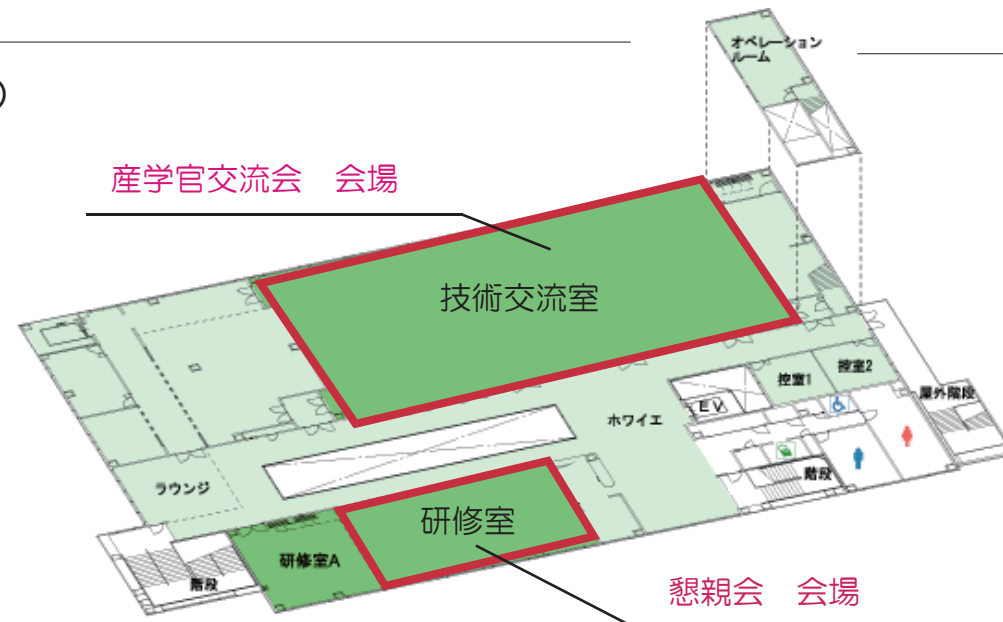 オペレーション
ルーム
産学官交流会　会場
技術交流室
控室1
控室2
EV
屋外階段
ホワイエ
ラウンジ
階段
研修室
研修室A
階段
懇親会　会場